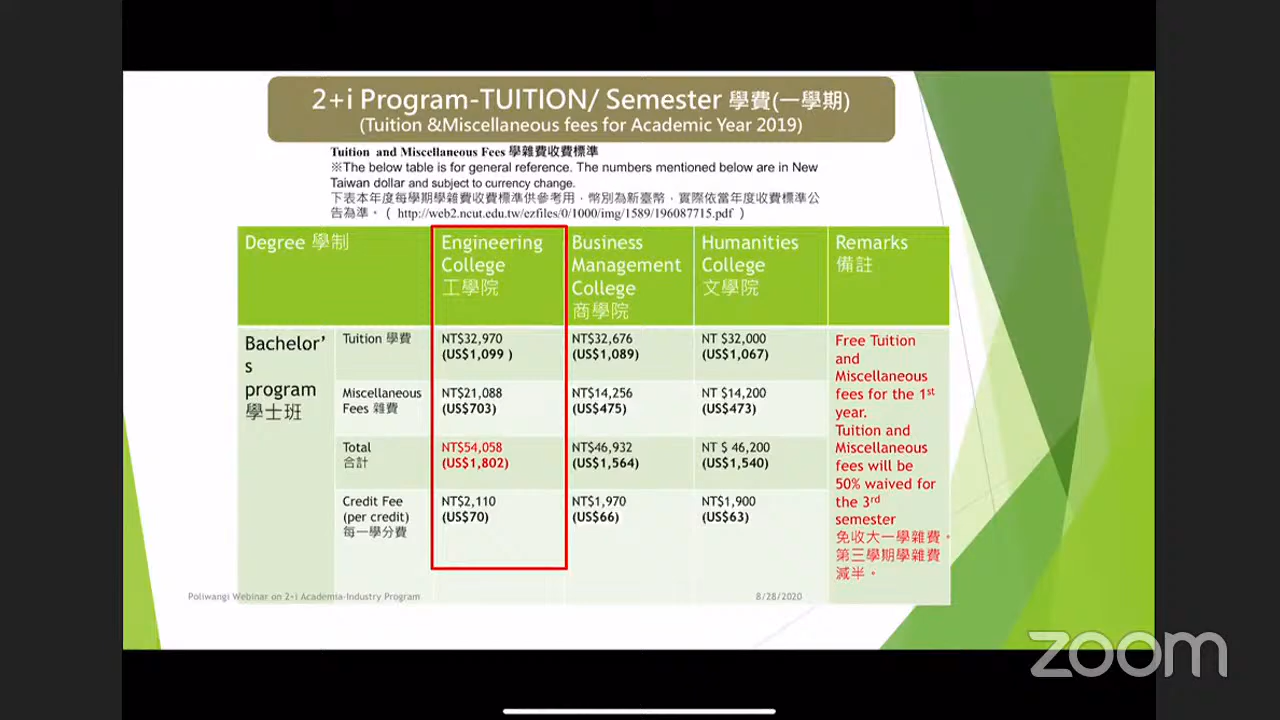 2+i Program-TUITION/ Semester 學費(一學期)
(Tuition &Miscellaneous fees for Academic Year 2019)
Tuition and Miscellaneous Fees 學雜費收費標準
※The below table is for general reference. The numbers mentioned below are in New
Taiwan dollar and subject to currency change.
下表本年度每學期學雜費收費標準供參考用，幣別為新臺幣，實際依當年度收費標準公
告為準。（ http://web2.ncut.edu.tw/ezfiles/0/1000/img/1589/196087715.pdf ）
Degree 學制
Engineering
College
工學院
Business
Management
College
商學院
Humanities
College
文學院
Remarks
備註
Bachelor’
s
program
學士班
Tuition 學費
NT$32,970
(US$1,099 )
NT$32,676
(US$1,089)
NT $32,000
(US$1,067)
Miscellaneous
Fees 雜費
NT$21,088
(US$703)
NT$14,256
(US$475)
NT $14,200
(US$473)
Total
合計
NT$54,058
(US$1,802)
NT$46,932
(US$1,564)
NT $ 46,200
(US$1,540)
Credit Fee
(per credit)
每一學分費
NT$2,110
(US$70)
NT$1,970
(US$66)
NT$1,900
(US$63)
Free Tuition
and
Miscellaneous
fees for the 1st
year.
Tuition and
Miscellaneous
fees will be
50% waived for
the 3rd
semester
免收大一學雜費。
第三學期學雜費
減半。
Poliwangi Webinar on 2+i Academia-Industry Program
8/28/2020
zoom